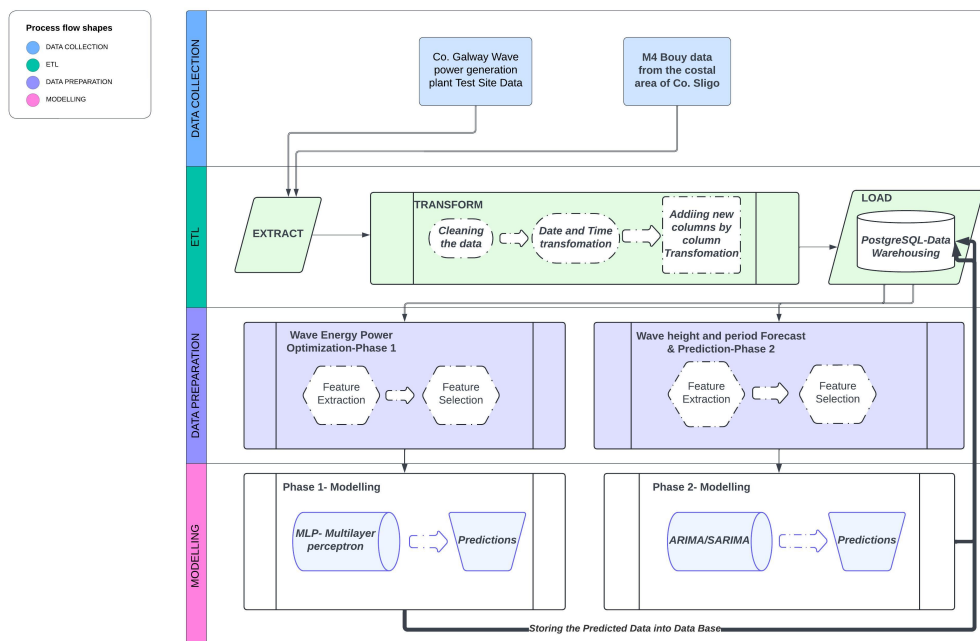 Process flow shapes
DATA COLLECTION
ETL
DATA PREPARATION
MODELLING
DATA COLLECTION
Co. Galway Wave
power generation
plant Test Site Data
M4 Bouy data
from the costal
area of Co. Sligo
ETL
EXTRACT
TRANSFORM
Cleaning
the data
Date and Time
transfomation
Addiing new
columns by
column
Transfomation
LOAD
PostgreSQL-Data
Warehousing
DATA PREPARATION
Wave Energy Power
Optimization-Phase 1
Feature
Extraction
Feature
Selection
Wave height and period Forecast
& Prediction-Phase 2
Feature
Extraction
Feature
Selection
MODELLING
Phase 1- Modelling
MLP- Multilayer
perceptron
Predictions
Phase 2- Modelling
ARIMA/SARIMA
Predictions
Storing the Predicted Data into Data Base